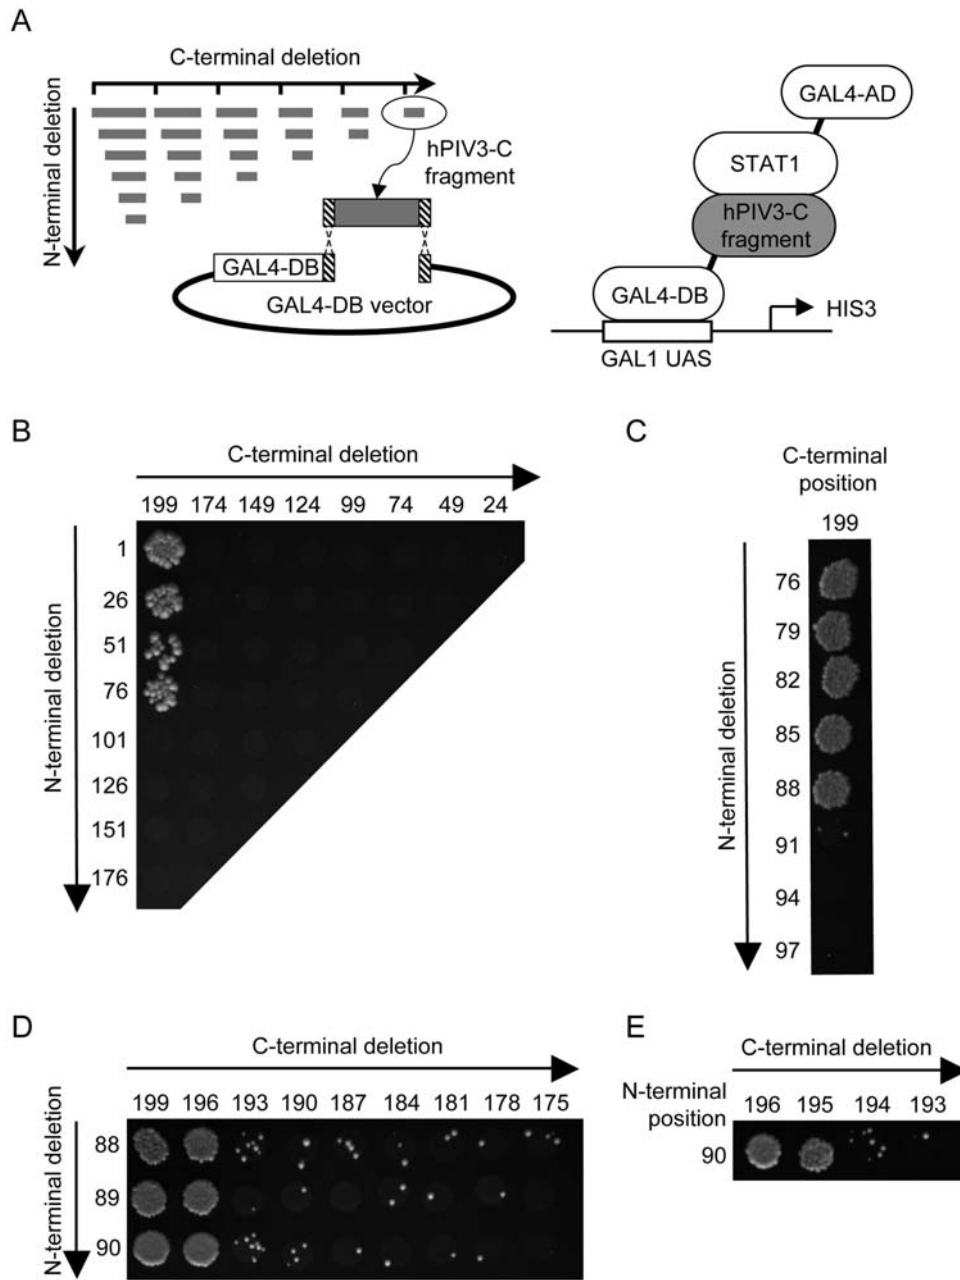 A
C-terminal deletion
N-terminal deletion
hPIV3-C
fragment
GAL4-DB
GAL4-DB vector
GAL4-AD
STAT1
hPIV3-C
fragment
GAL4-DB
HIS3
GAL1 UAS
B
C-terminal deletion
199 174 149 124 99 74 49 24
N-terminal deletion
1
26
51
76
101
126
151
176
C
C-terminal
position
199
N-terminal deletion
76
79
82
85
88
91
94
97
D
C-terminal deletion
199 196 193 190 187 184 181 178 175
N-terminal deletion
88
89
90
E
C-terminal deletion
N-terminal
position
196 195 194 193
90